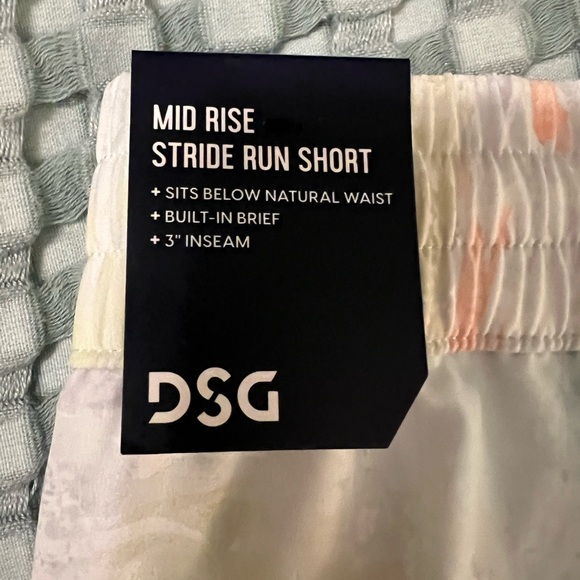 MID RISE
STRIDE RUN SHORT
+ SITS BELOW NATURAL WAIST
+ BUILT-IN BRIEF
+ 3" INSEAM
DSG